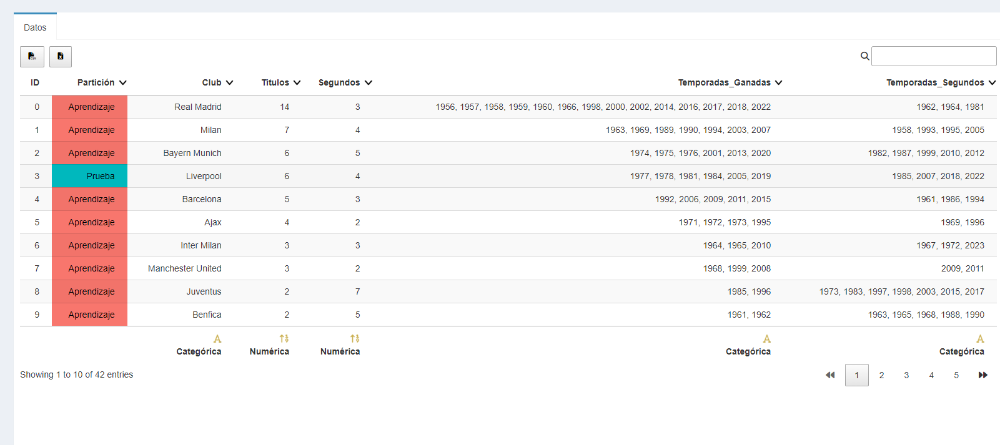 Datos
CSV
X
ID Partición Club Titulos Segundos Temporadas_Ganadas Temporadas_Segundos
0 Aprendizaje Real Madrid 14 3 1956, 1957, 1958, 1959, 1960, 1966, 1998, 2000, 2002, 2014, 2016, 2017, 2018, 2022 1962, 1964, 1981
1 Aprendizaje Milan 7 4 1963, 1969, 1989, 1990, 1994, 2003, 2007 1958, 1993, 1995, 2005
2 Aprendizaje Bayern Munich 6 5 1974, 1975, 1976, 2001, 2013, 2020 1982, 1987, 1999, 2010, 2012
3 Prueba Liverpool 6 4 1977, 1978, 1981, 1984, 2005, 2019 1985, 2007, 2018, 2022
4 Aprendizaje Barcelona 5 3 1992, 2006, 2009, 2011, 2015 1961, 1986, 1994
5 Aprendizaje Ajax 4 2 1971, 1972, 1973, 1995 1969, 1996
6 Aprendizaje Inter Milan 3 3 1964, 1965, 2010 1967, 1972, 2023
7 Aprendizaje Manchester United 3 2 1968, 1999, 2008 2009, 2011
8 Aprendizaje Juventus 2 7 1985, 1996 1973, 1983, 1997, 1998, 2003, 2015, 2017
9 Aprendizaje Benfica 2 5 1961, 1962 1963, 1965, 1968, 1988, 1990
Categórica Numérica Numérica Categórica Categórica
Showing 1 to 10 of 42 entries
1 2 3 4 5